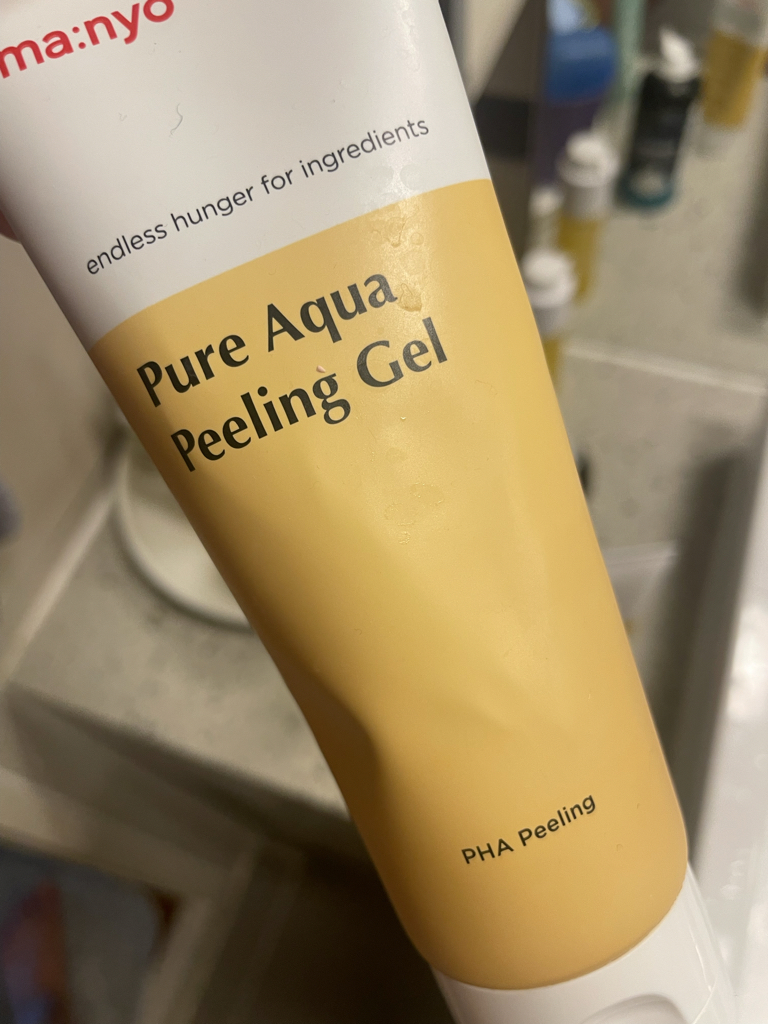 ma:nyo
endless hunger for ingredients
Pure Aqua
Peeling Gel
PHA Peeling